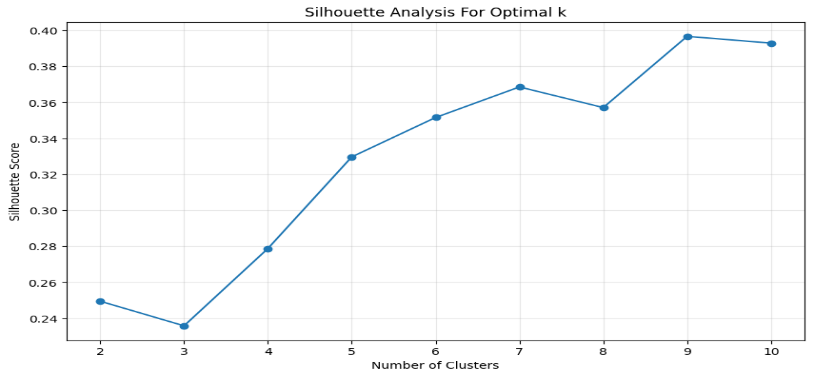 Silhouette Analysis For Optimal k
Silhouette Score
0.40
0.38
0.36
0.34
0.32
0.30
0.28
0.26
0.24
2 3 4 5 6 7 8 9 10
Number of Clusters